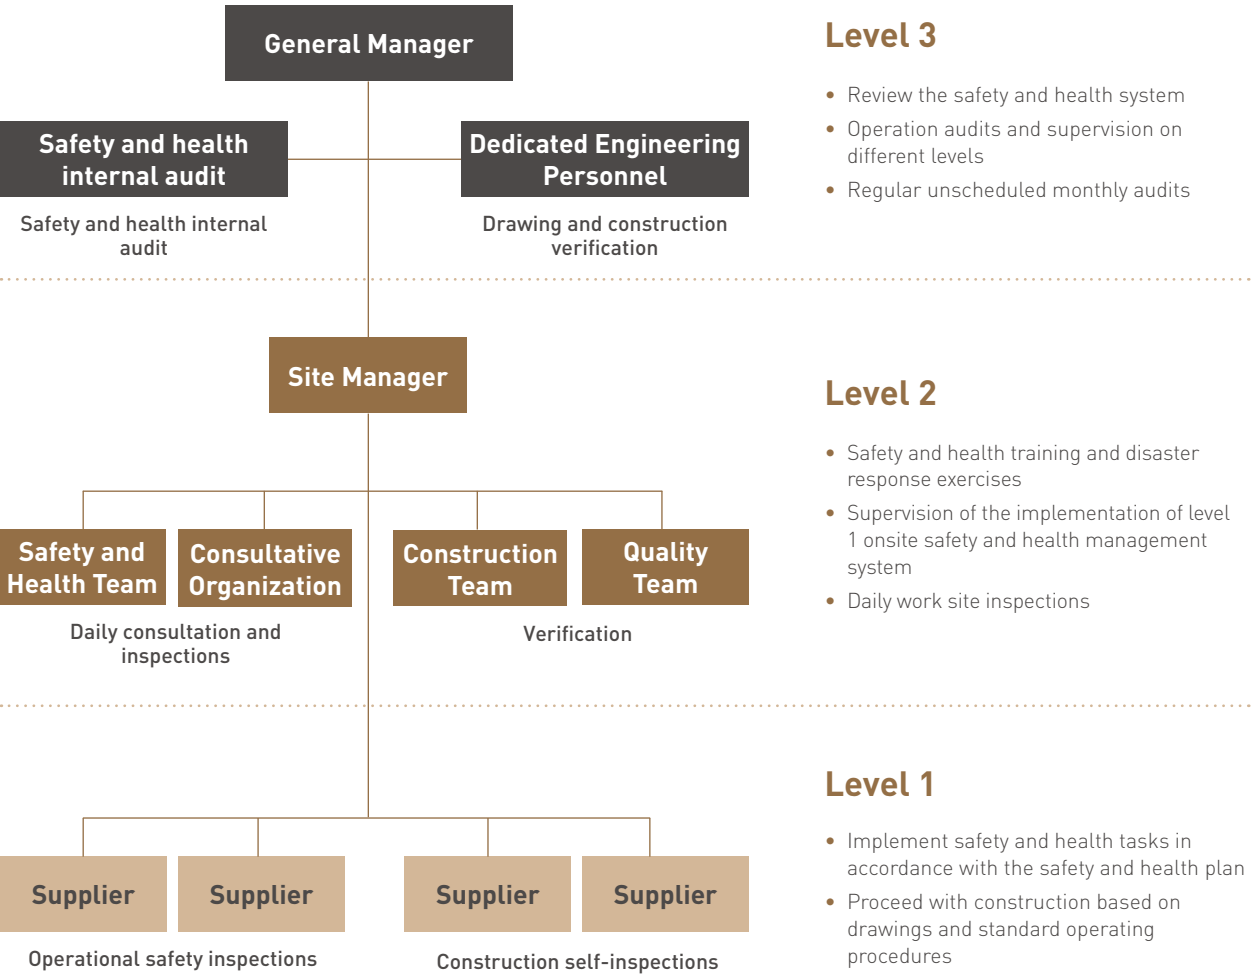 General Manager
Safety and health
internal audit
Dedicated Engineering
Personnel
Safety and health internal
audit
Drawing and construction
verification
Level 3
• Review the safety and health system
• Operation audits and supervision on
different levels
• Regular unscheduled monthly audits
Site Manager
Safety and
Health Team
Consultative
Organization
Construction
Team
Quality
Team
Daily consultation and
inspections
Verification
Level 2
• Safety and health training and disaster
response exercises
• Supervision of the implementation of level
1 onsite safety and health management
system
• Daily work site inspections
Supplier
Supplier
Supplier
Supplier
Operational safety inspections
Construction self-inspections
Level 1
• Implement safety and health tasks in
accordance with the safety and health plan
• Proceed with construction based on
drawings and standard operating
procedures